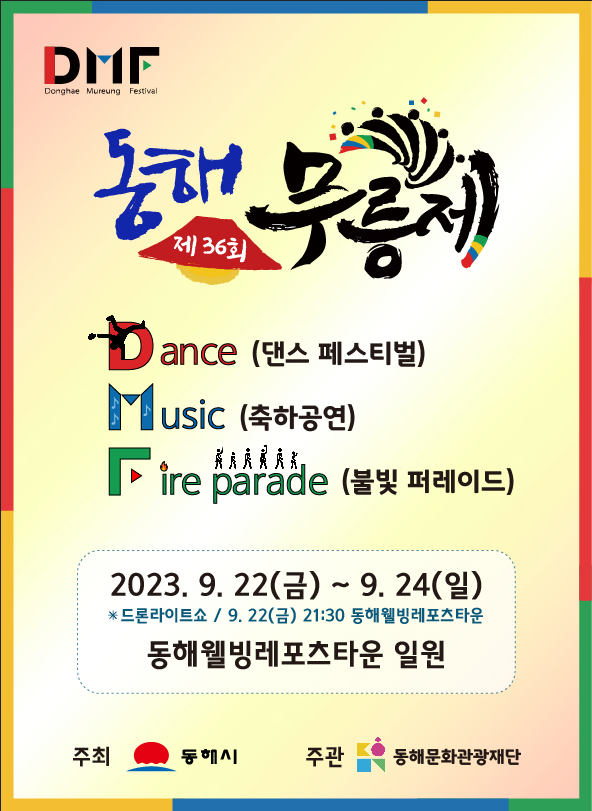 DMF
Donghae Mureung Festival
동해 무릉제
제 36회
Dance (댄스 페스티벌)
Music (축하공연)
Fire parade (불빛 퍼레이드)
2023. 9. 22(금) ~ 9. 24(일)
✳드론라이트쇼 / 9. 22(금) 21:30 동해웰빙레포츠타운
동해웰빙레포츠타운 일원
주최 동해시 주관 동해문화관광재단